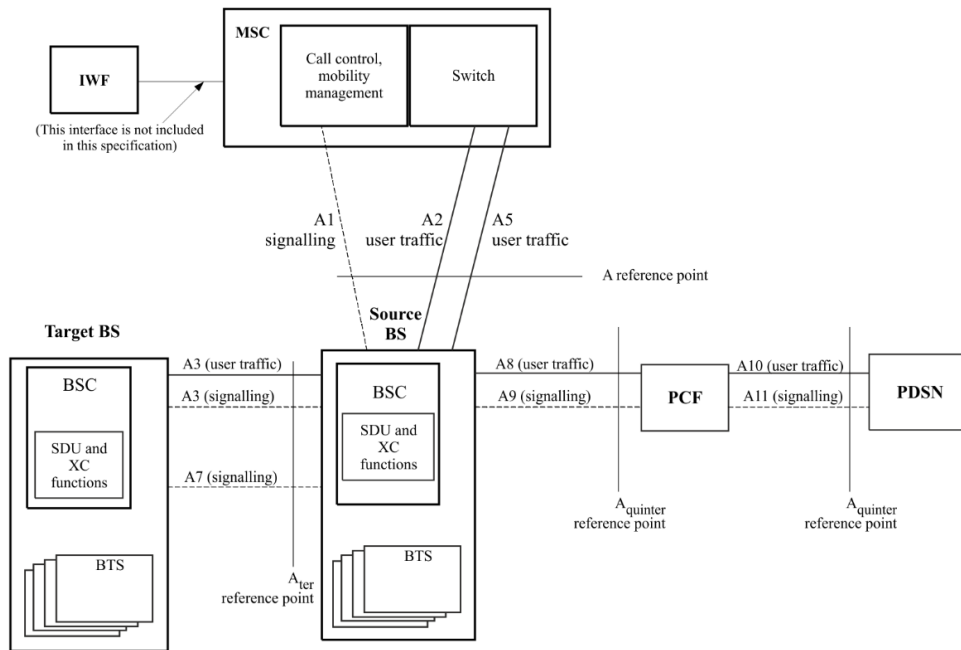 MSC
Call control,
mobility
management
Switch
IWF
(This interface is not included
in this specification)
A1
signalling
A2
user traffic
A5
user traffic
A reference point
Target BS
Source
BS
BSC
SDU and
XC
functions
BTS
A3 (user traffic)
A3 (signalling)
A7 (signalling)
Ater
reference point
BSC
SDU and
XC
functions
BTS
A8 (user traffic)
A9 (signalling)
PCF
Aquinter
reference point
A10 (user traffic)
A11 (signalling)
PDSN
Aquinter
reference point